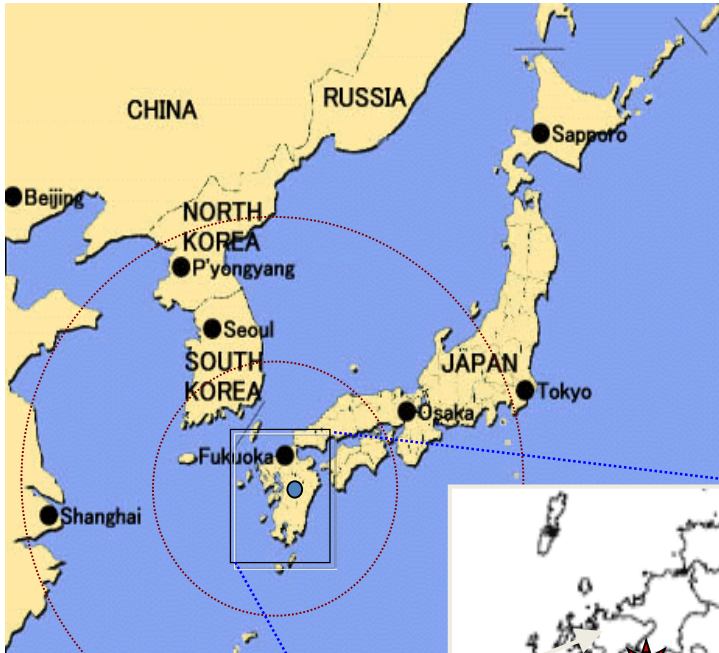 CHINA
RUSSIA
Sapporo
Beijing
NORTH
KOREA
P'yongyang
Seoul
SOUTH
KOREA
JAPAN
Tokyo
Osaka
Fukuoka
Shanghai